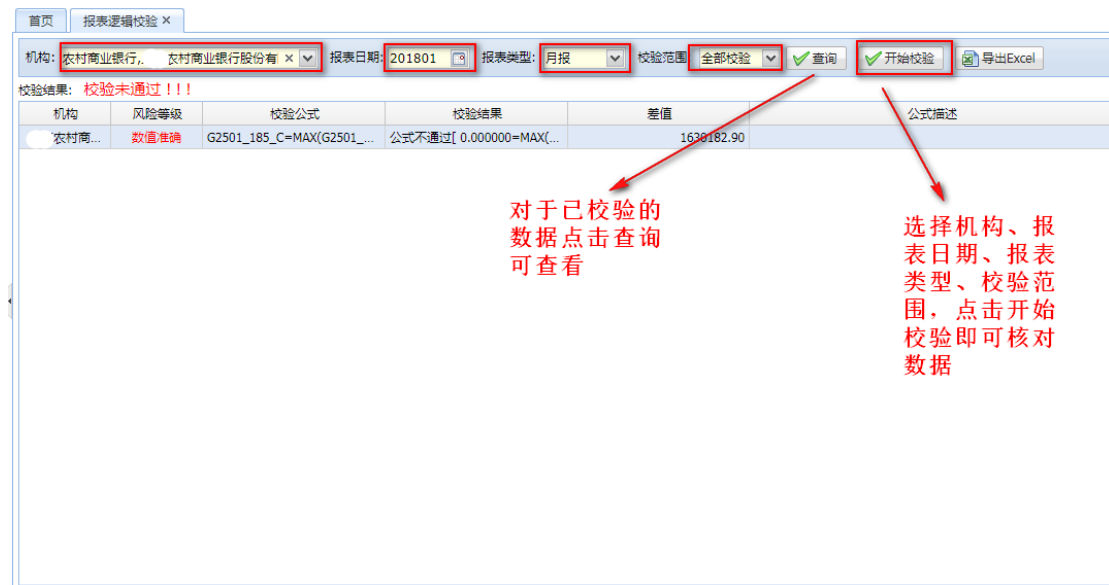 首页 报表逻辑校验 ×
机构: 农村商业银行, 农村商业银行股份有 × 报表日期: 201801 报表类型: 月报 校验范围 全部校验 查询 开始校验 导出Excel
校验结果: 校验未通过!!!
机构 风险等级 校验公式 校验结果 差值 公式描述
农村商... 数值准确 G2501_185_C=MAX(G2501_... 公式不通过[ 0.000000=MAX(... 1630182.90
对于已校验的
数据点击查询
可查看
选择机构、报
表日期、报表
类型、校验范
围，点击开始
校验即可核对
数据